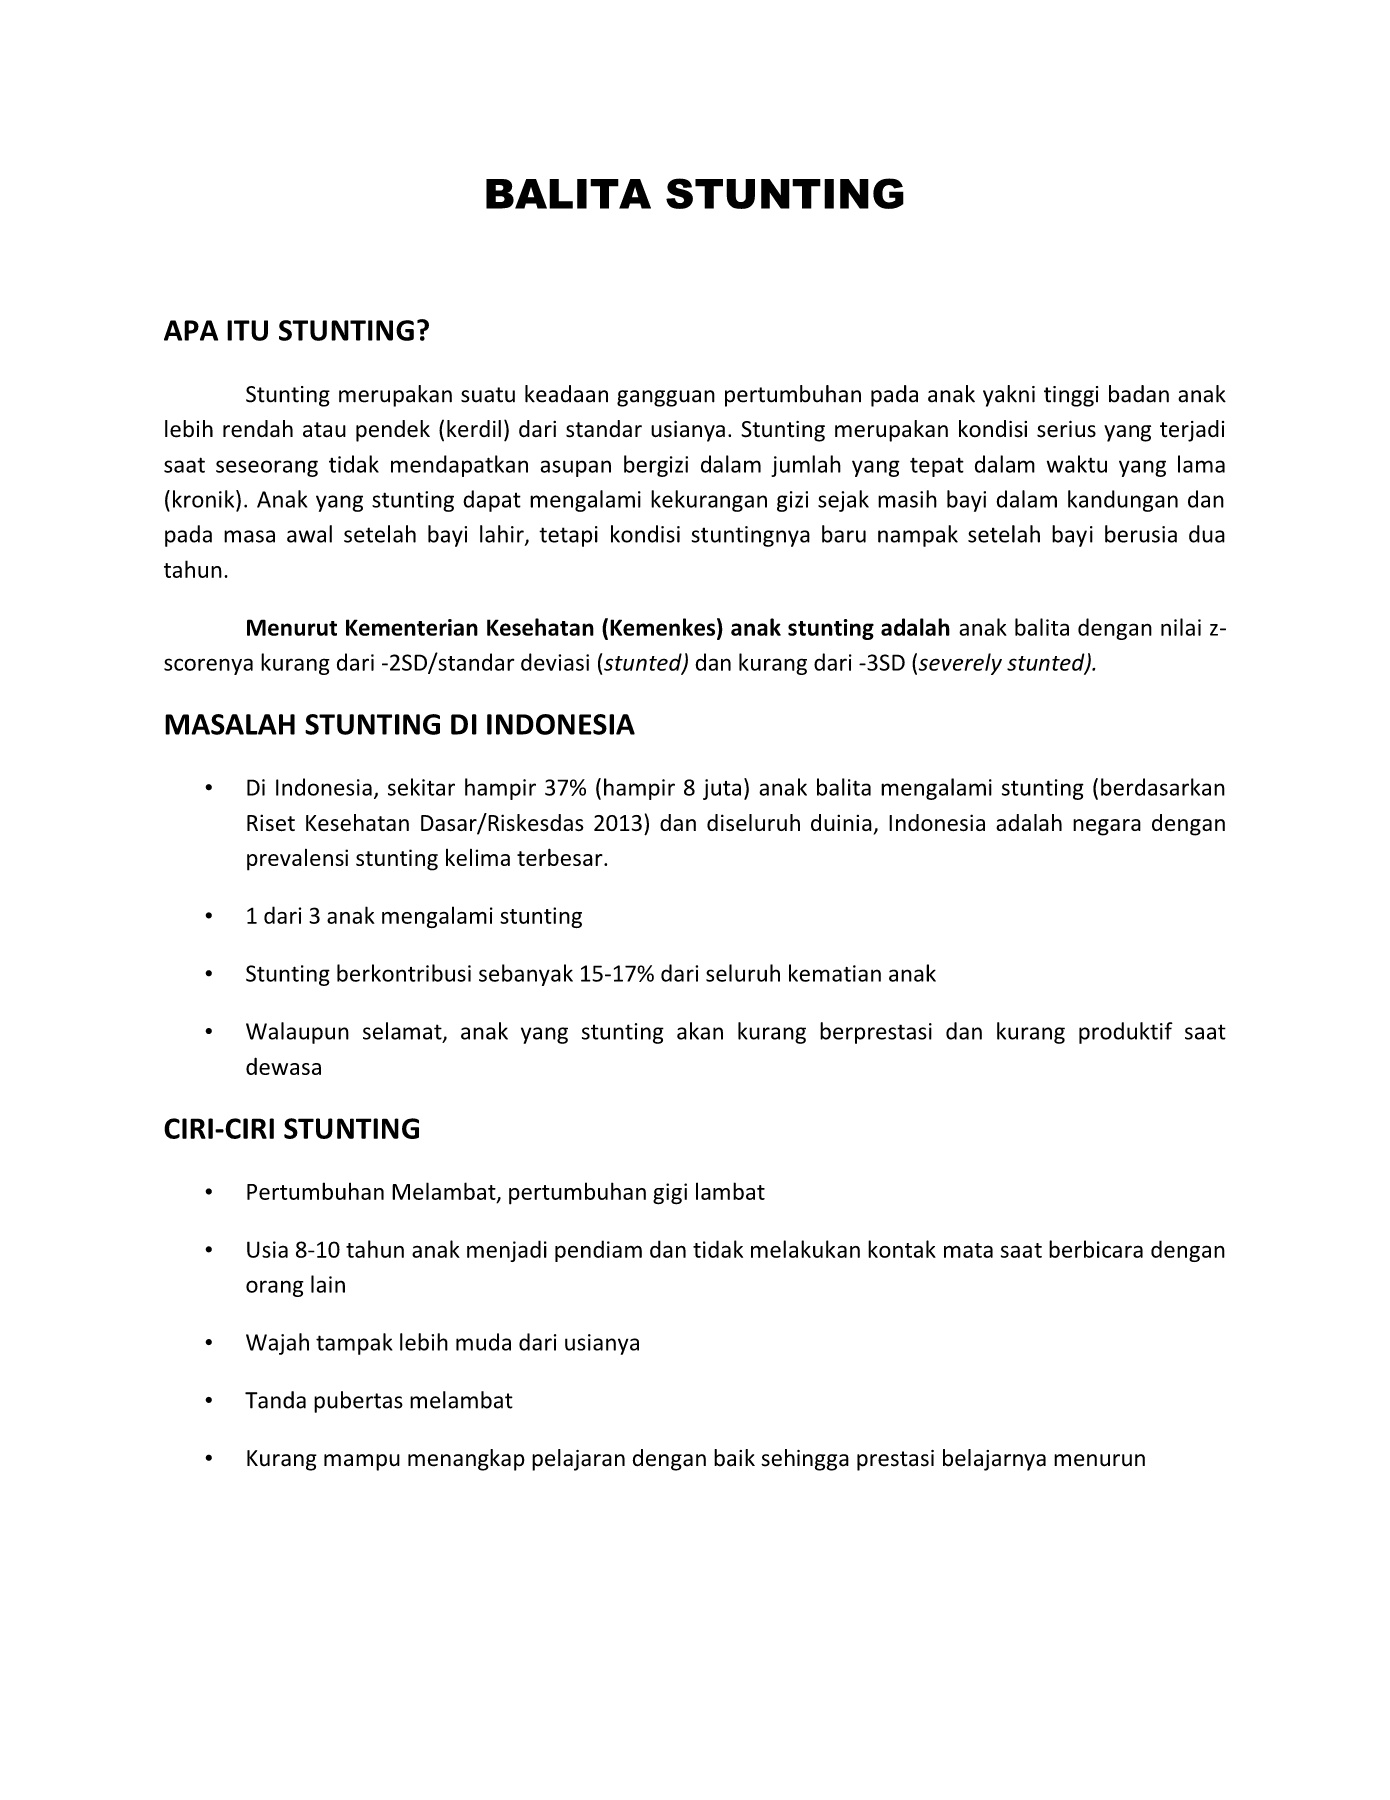 BALITA STUNTING
APA ITU STUNTING?
Stunting merupakan suatu keadaan gangguan pertumbuhan pada anak yakni tinggi badan anak
lebih rendah atau pendek (kerdil) dari standar usianya. Stunting merupakan kondisi serius yang terjadi
saat seseorang tidak mendapatkan asupan bergizi dalam jumlah yang tepat dalam waktu yang lama
(kronik). Anak yang stunting dapat mengalami kekurangan gizi sejak masih bayi dalam kandungan dan
pada masa awal setelah bayi lahir, tetapi kondisi stuntingnya baru nampak setelah bayi berusia dua
tahun.
Menurut Kementerian Kesehatan (Kemenkes) anak stunting adalah anak balita dengan nilai z-
scorenya kurang dari -2SD/standar deviasi (stunted) dan kurang dari -3SD (severely stunted).
MASALAH STUNTING DI INDONESIA
• Di Indonesia, sekitar hampir 37% (hampir 8 juta) anak balita mengalami stunting (berdasarkan
Riset Kesehatan Dasar/Riskesdas 2013) dan diseluruh duinia, Indonesia adalah negara dengan
prevalensi stunting kelima terbesar.
• 1 dari 3 anak mengalami stunting
• Stunting berkontribusi sebanyak 15-17% dari seluruh kematian anak
• Walaupun selamat, anak yang stunting akan kurang berprestasi dan kurang produktif saat
dewasa
CIRI-CIRI STUNTING
• Pertumbuhan Melambat, pertumbuhan gigi lambat
• Usia 8-10 tahun anak menjadi pendiam dan tidak melakukan kontak mata saat berbicara dengan
orang lain
• Wajah tampak lebih muda dari usianya
• Tanda pubertas melambat
• Kurang mampu menangkap pelajaran dengan baik sehingga prestasi belajarnya menurun